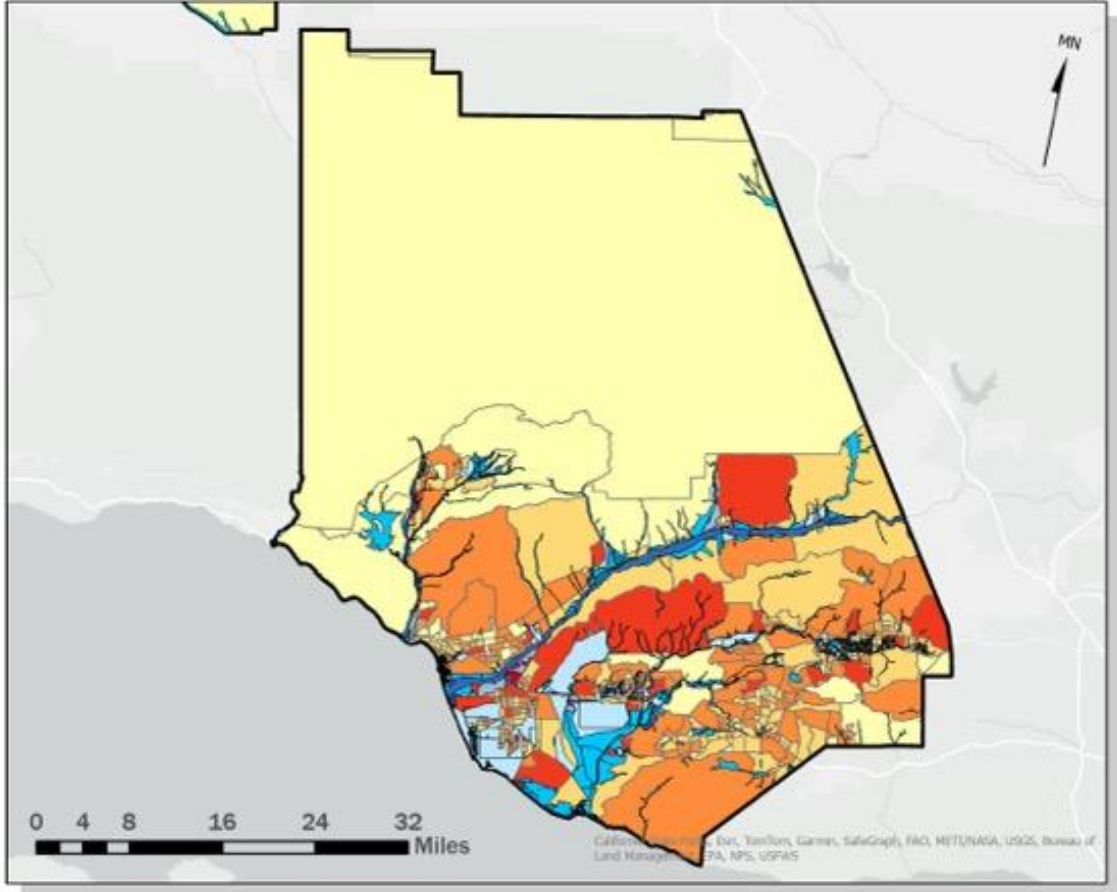 MN
0 4 8 16 24 32
Miles
Esri, TomTom, Garmin, SafeGraph, FAO, METI/NASA, USGS, Bureau of
Land EPA, NPS, USFWS